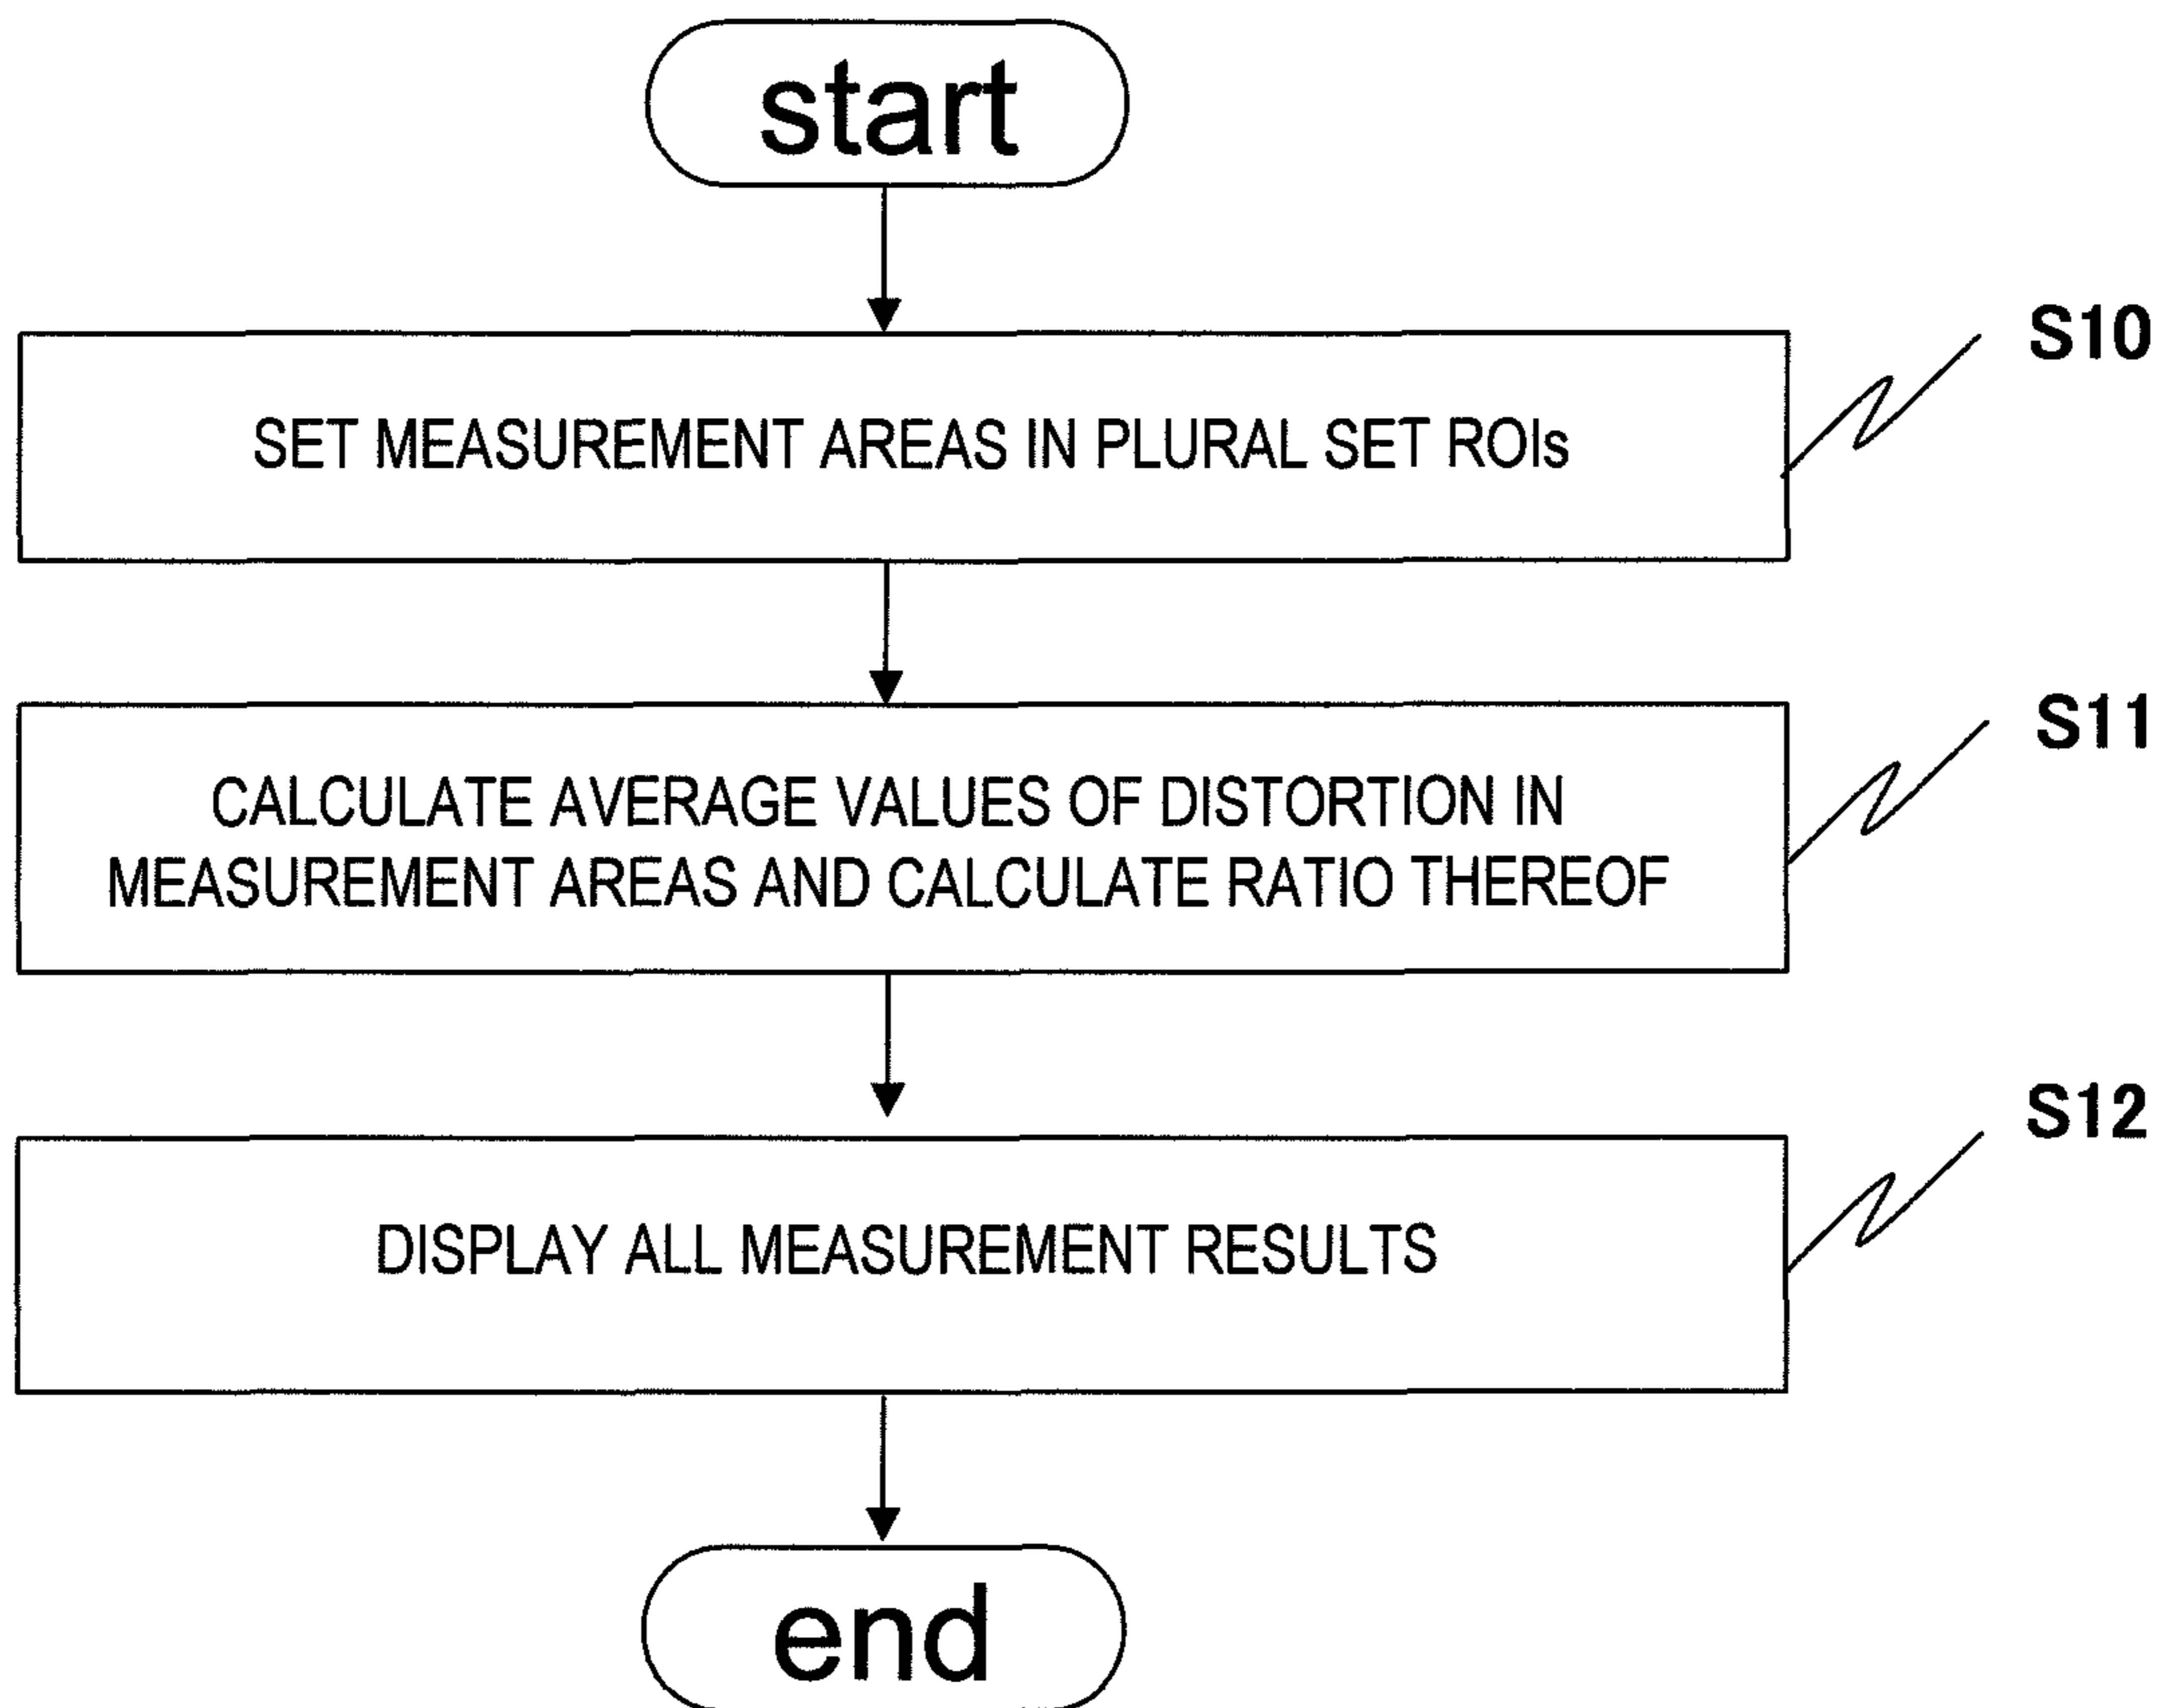 start
S10
SET MEASUREMENT AREAS IN PLURAL SET ROIs
S11
CALCULATE AVERAGE VALUES OF DISTORTION IN
MEASUREMENT AREAS AND CALCULATE RATIO THEREOF
S12
DISPLAY ALL MEASUREMENT RESULTS
end